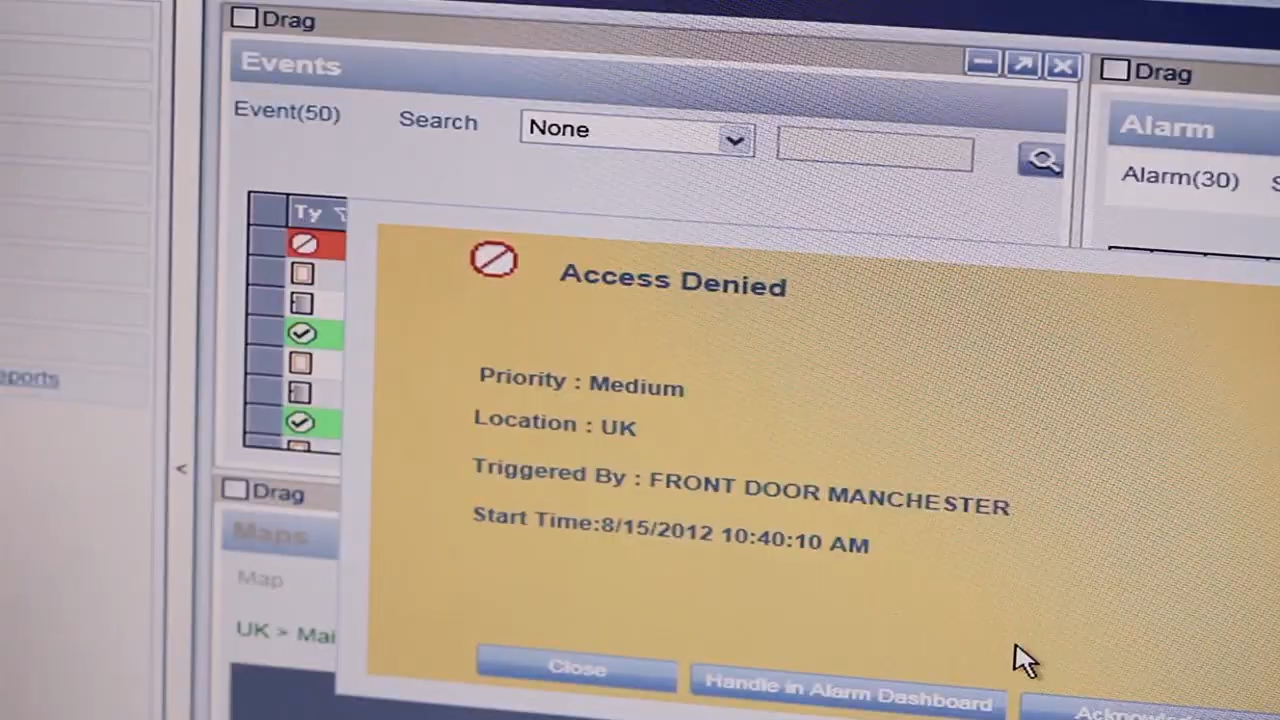 Drag
Events
Event(50) Search None
Ty
Access Denied
Priority : Medium
Location : UK
Triggered By : FRONT DOOR MANCHESTER
Start Time:8/15/2012 10:40:10 AM
Close Handle in Alarm Dashboard
Drag
Alarm
Alarm(30)
<
Drag
Maps
Map
UK >